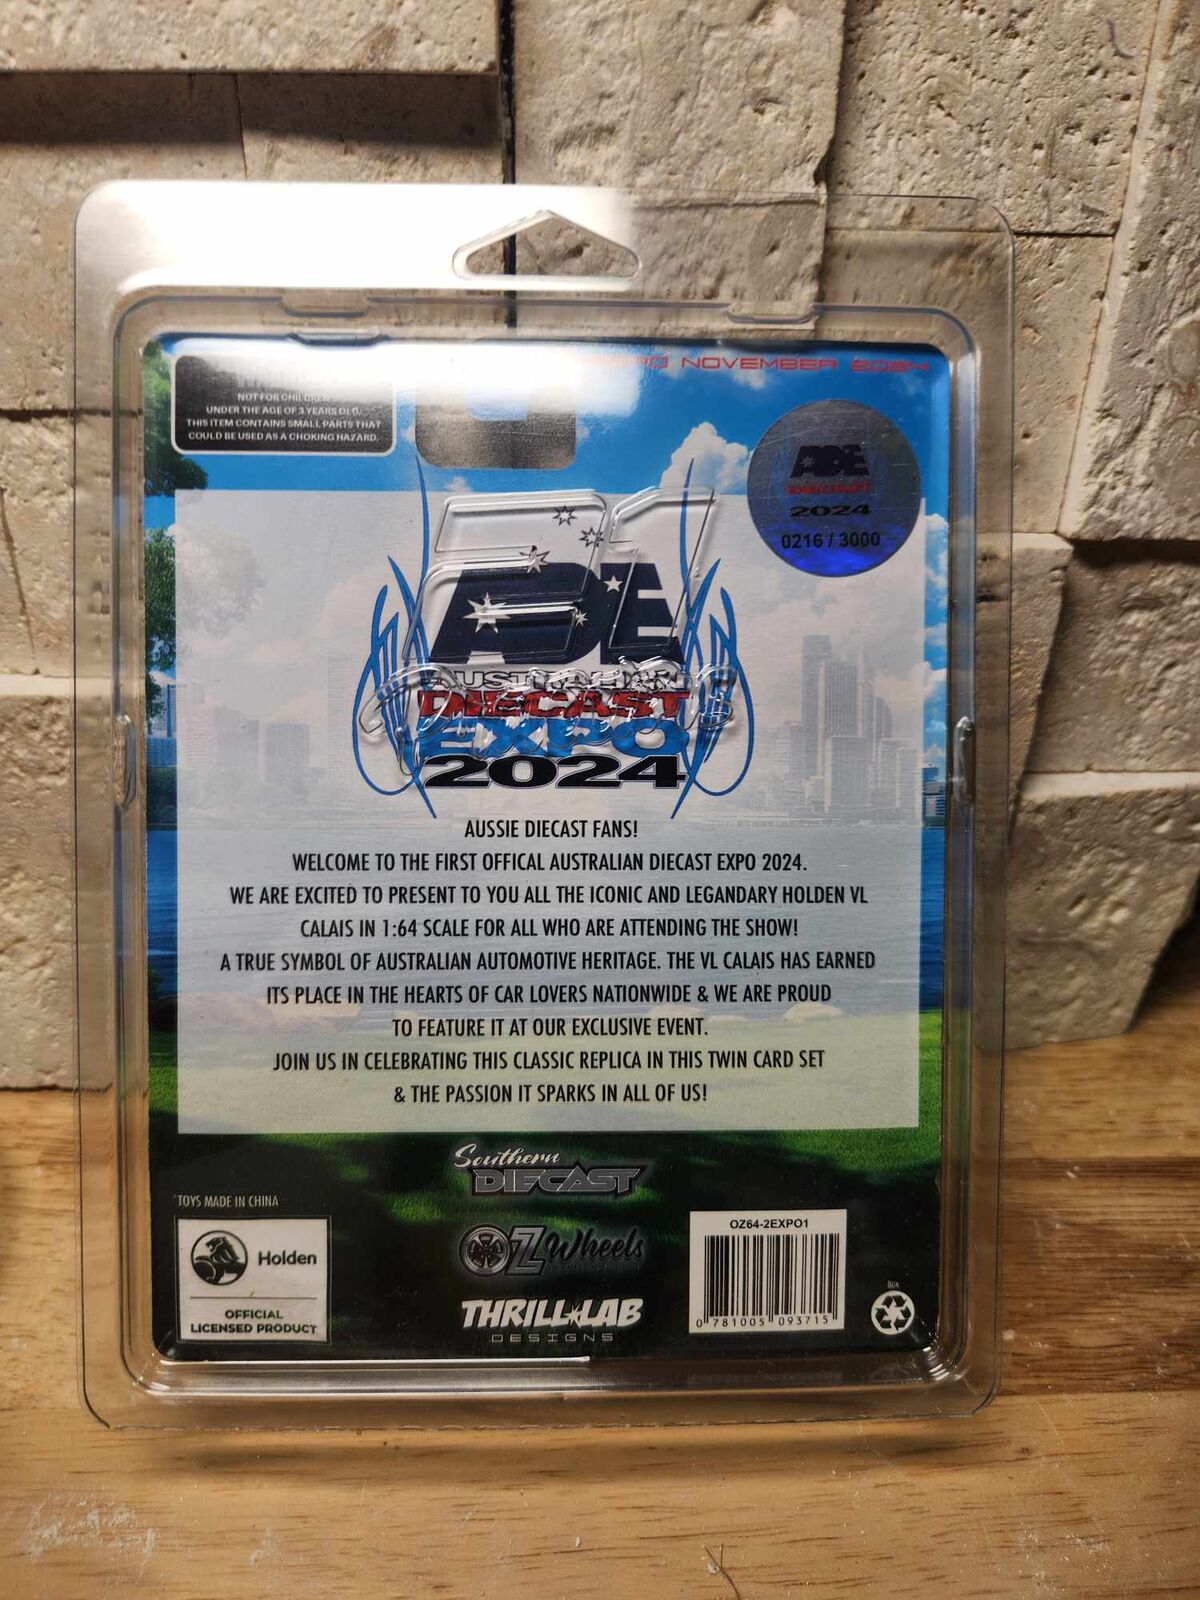 NOVEMBER 2024
NOT FOR CHILDREN
UNDER THE AGE OF 3 YEARS OLD.
THIS ITEM CONTAINS SMALL PARTS THAT
COULD BE USED AS A CHOKING HAZARD.
ADE
DIECAST
2024
0216 / 3000
21
ADE
AUSTRALIAN
DIECAST
EXPO
2024
AUSSIE DIECAST FANS!
WELCOME TO THE FIRST OFFICAL AUSTRALIAN DIECAST EXPO 2024.
WE ARE EXCITED TO PRESENT TO YOU ALL THE ICONIC AND LEGANDARY HOLDEN VL
CALAIS IN 1:64 SCALE FOR ALL WHO ARE ATTENDING THE SHOW!
A TRUE SYMBOL OF AUSTRALIAN AUTOMOTIVE HERITAGE. THE VL CALAIS HAS EARNED
ITS PLACE IN THE HEARTS OF CAR LOVERS NATIONWIDE & WE ARE PROUD
TO FEATURE IT AT OUR EXCLUSIVE EVENT.
JOIN US IN CELEBRATING THIS CLASSIC REPLICA IN THIS TWIN CARD SET
& THE PASSION IT SPARKS IN ALL OF US!
Southern
DIECAST
TOYS MADE IN CHINA
Holden
OFFICIAL
LICENSED PRODUCT
OZ Wheels
THRILL LAB
DESIGNS
OZ64-2EXPO1
0 781005 093715
Box